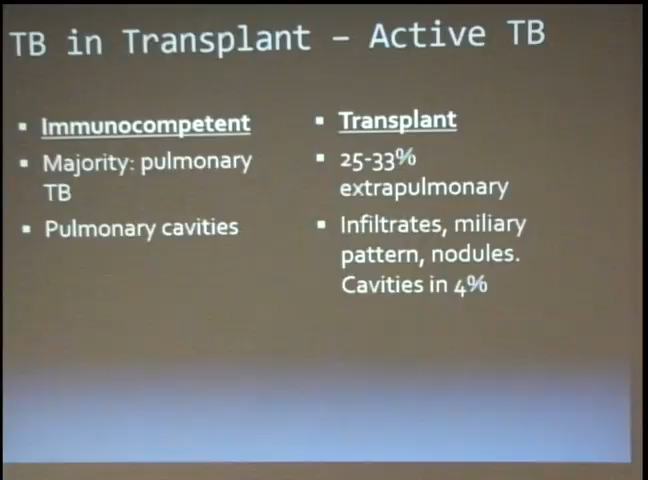 TB in Transplant – Active TB
▪ Immunocompetent
▪ Majority: pulmonary
TB
▪ Pulmonary cavities
▪ Transplant
▪ 25-33%
extrapulmonary
▪ Infiltrates, miliary
pattern, nodules.
Cavities in 4%